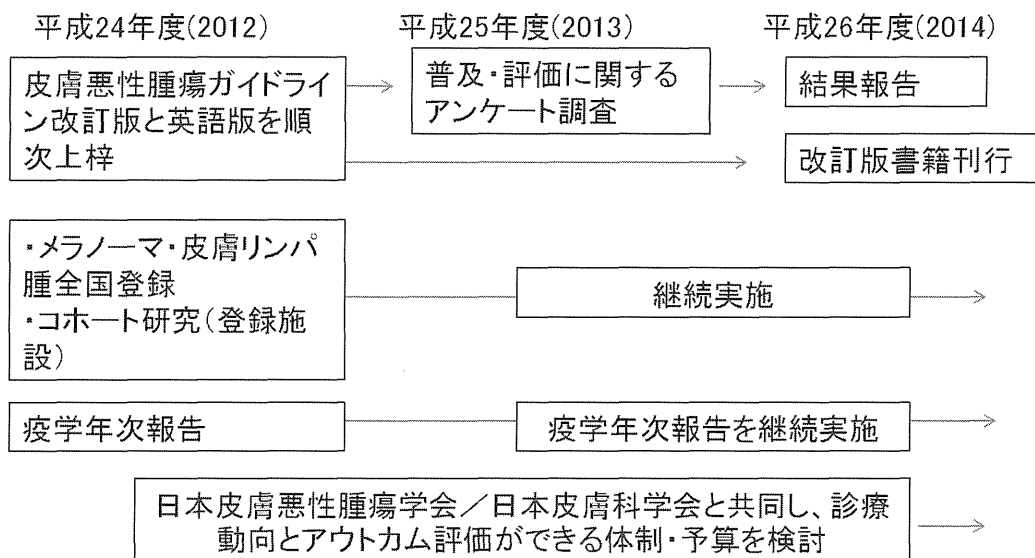 平成24年度(2012)
平成25年度(2013)
平成26年度(2014)
皮膚悪性腫瘍ガイドライ
ン改訂版と英語版を順
次上梓
普及・評価に関する
アンケート調査
結果報告
改訂版書籍刊行
・メラノーマ・皮膚リンパ
腫全国登録
・コホート研究(登録施
設)
継続実施
疫学年次報告
疫学年次報告を継続実施
日本皮膚悪性腫瘍学会／日本皮膚科学会と共同し、診療
動向とアウトカム評価ができる体制・予算を検討